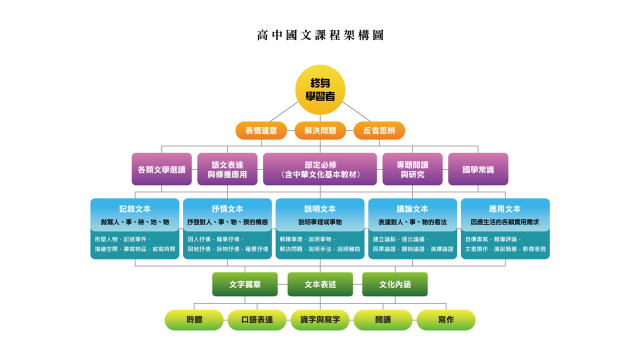 高中國文課程架構圖
終身
學習者
表情達意
解決問題
反省思辨
各類文學選讀
語文表達
與傳播應用
部定必修
（含中華文化基本教材）
專題閱讀
與研究
國學常識
記敘文本
敘寫人、事、時、地、物
形塑人物、記述事件、
描繪空間、摹寫物品、敘寫時間
抒情文本
抒發對人、事、物、景的情感
因人抒情、敘事抒情、
因地抒情、詠物抒情、藉景抒情
說明文本
說明事理或事物
解釋事理、說明事物、
解決問題、說明手法、說明輔助
議論文本
表達對人、事、物的看法
建立論點、提出論據、
因果論證、歸納論證、演繹論證
應用文本
因應生活的各類實用需求
自傳書寫、報導評論、
文案撰作、演說簡報、影像表現
文字篇章
文本表述
文化內涵
聆聽
口語表達
識字與寫字
閱讀
寫作